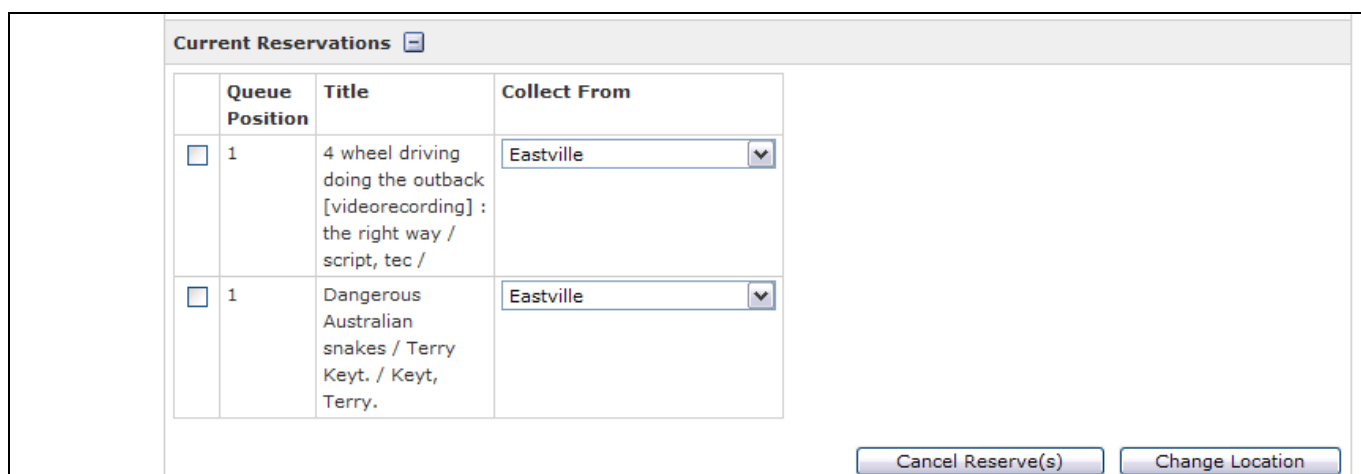 Current Reservations
Queue Position
Title
Collect From
1
4 wheel driving
doing the outback
[videorecording] :
the right way /
script, tec /
Eastville
1
Dangerous
Australian
snakes / Terry
Keyt. / Keyt,
Terry.
Eastville
Cancel Reserve(s)
Change Location